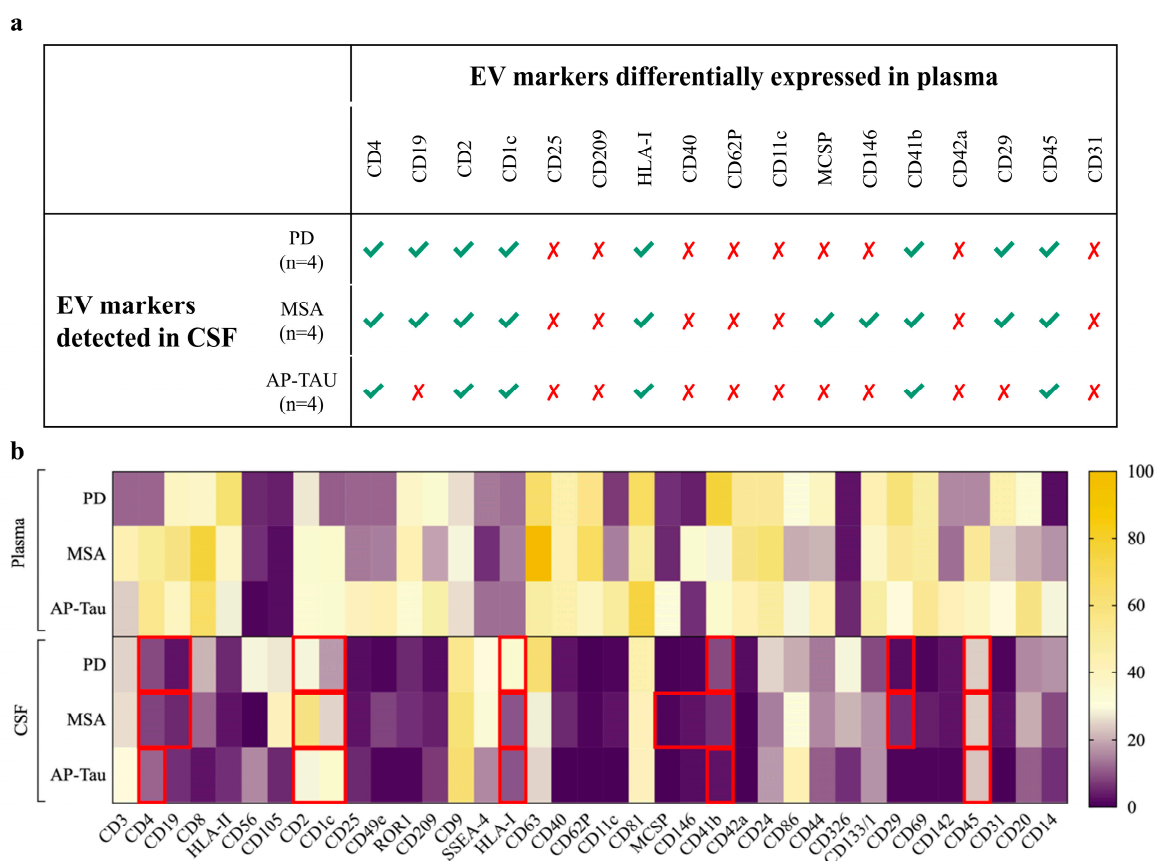 a
EV markers differentially expressed in plasma
CD4 CD19 CD2 CD1c CD25 CD209 HLA-I CD40 CD62P CD11c MCSP CD146 CD41b CD42a CD29 CD45 CD31
EV markers
detected in CSF
PD
(n=4)
MSA
(n=4)
AP-TAU
(n=4)
b
Plasma
PD
MSA
AP-Tau
CSF
PD
MSA
AP-Tau
100
80
60
40
20
0
CD3 CD4 CD19 CD8 HLA-II CD56 CD105 CD2 CD1c CD25 CD49e ROR1 CD209 CD9 SSEA-4 HLA-I CD63 CD40 CD62P CD11c CD81 MCSP CD146 CD41b CD42a CD24 CD86 CD44 CD326 CD133/1 CD29 CD69 CD142 CD45 CD31 CD20 CD14